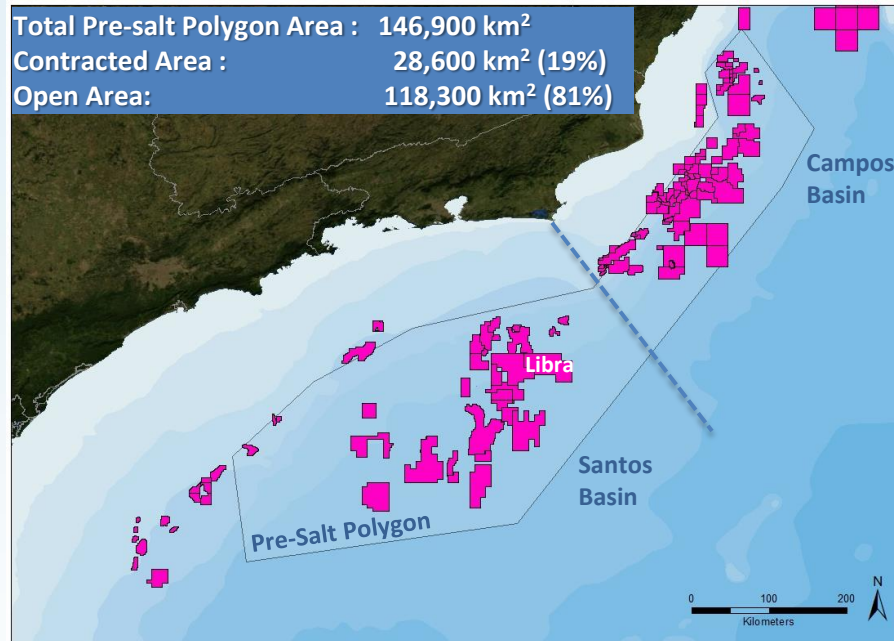 Total Pre-salt Polygon Area : 146,900 km²
Contracted Area : 28,600 km² (19%)
Open Area: 118,300 km² (81%)
Campos
Basin
Libra
Santos
Basin
Pre-Salt Polygon
N
0 100 200
Kilometers